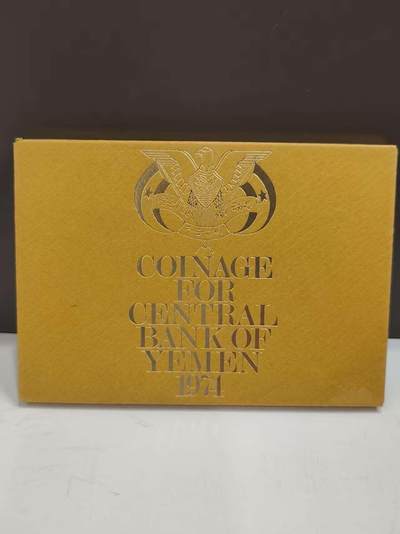 COINAGE
FOR
CENTRAL
BANK OF
YEMEN
1974